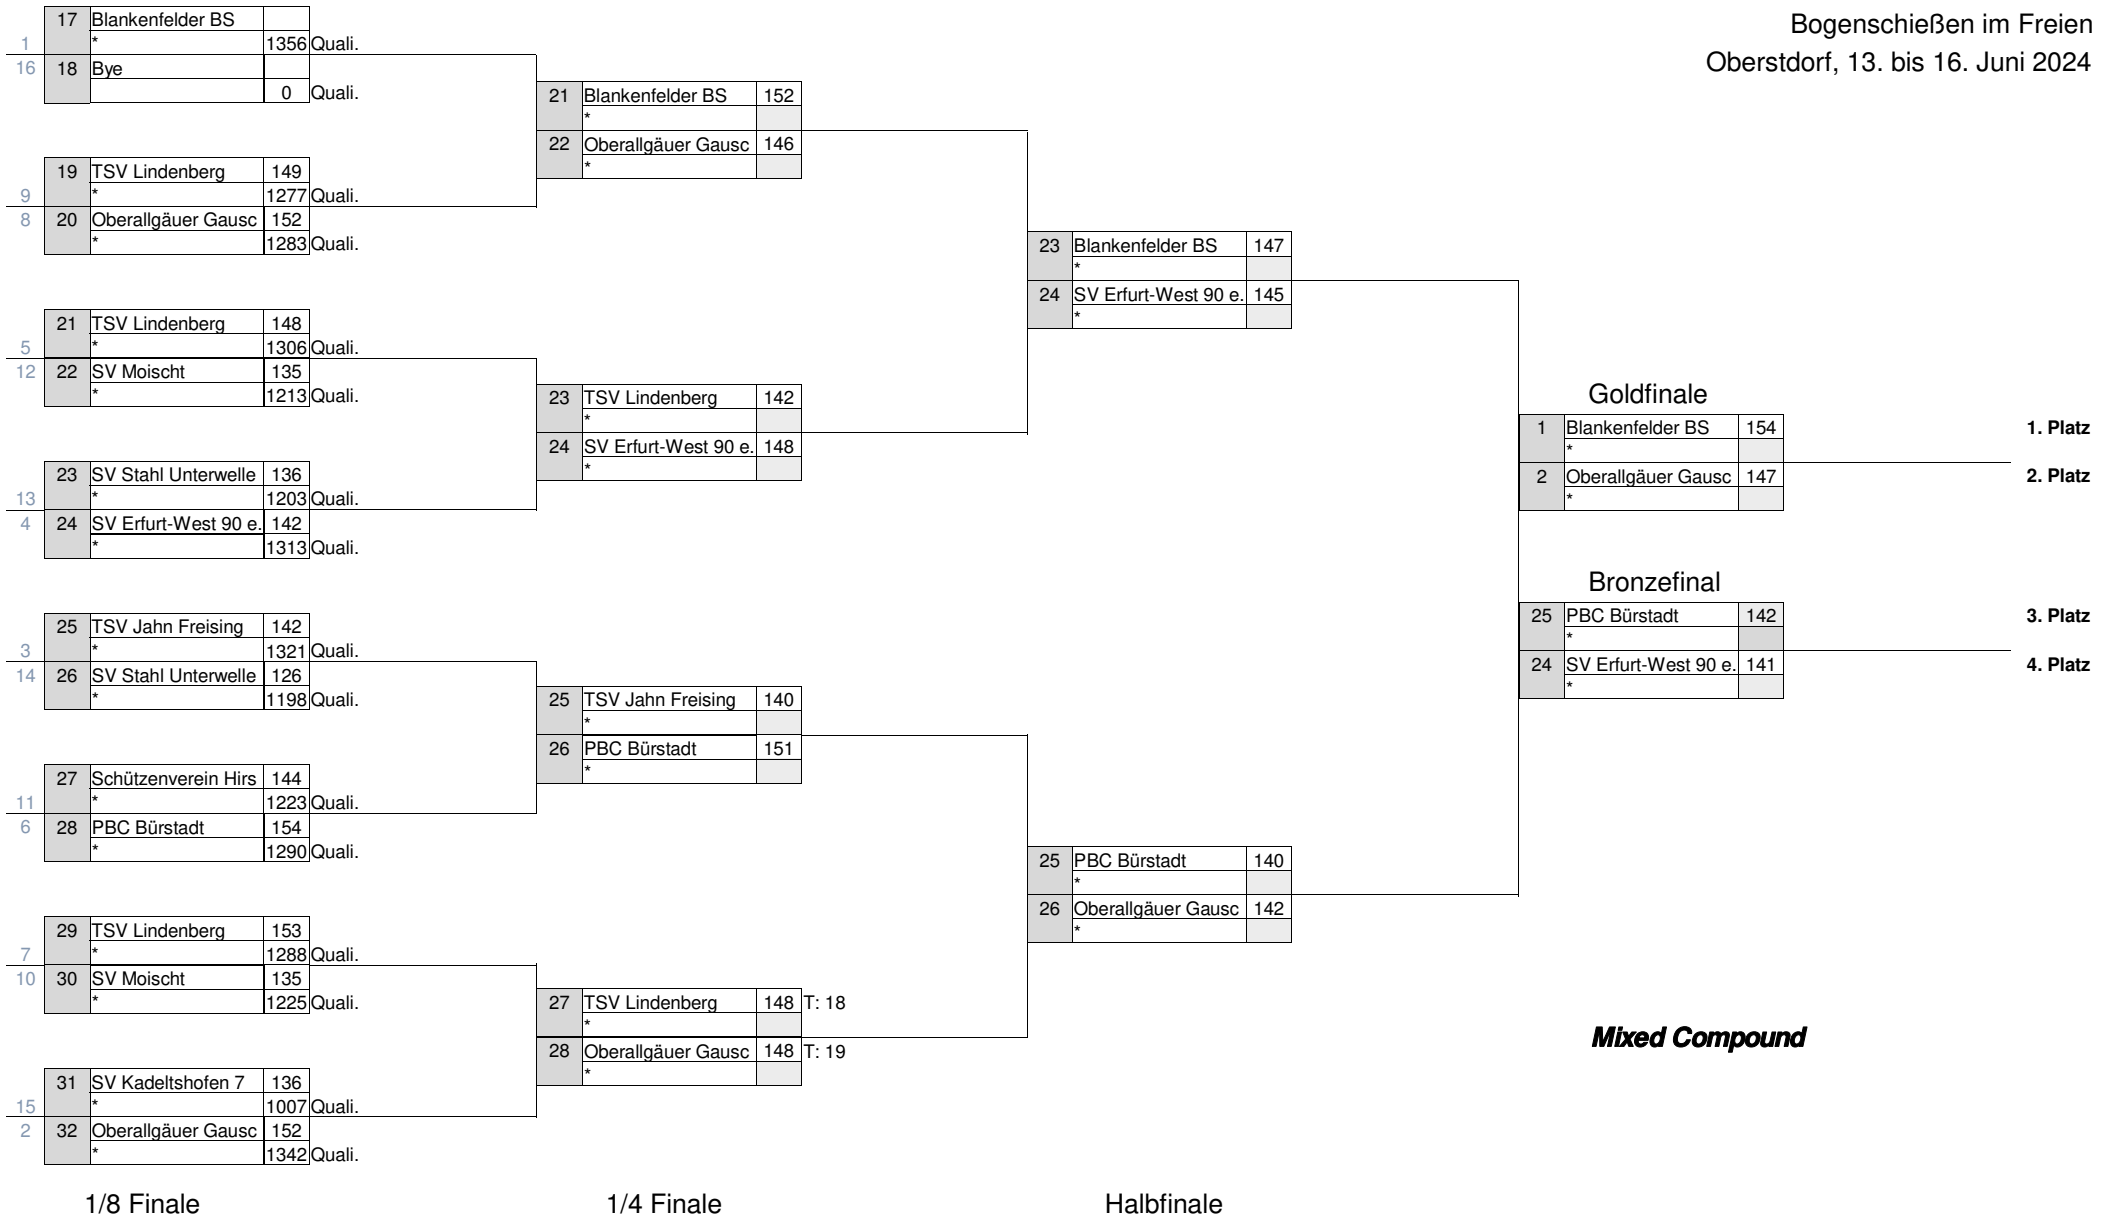 Bogenschießen im Freien
Oberstdorf, 13. bis 16. Juni 2024
17 Blankenfelder BS
1 * 1356 Quali.
16 18 Bye
0 Quali.
19 TSV Lindenberg 149
9 * 1277 Quali.
8 20 Oberallgäuer Gausc 152
* 1283 Quali.
21 TSV Lindenberg 148
5 * 1306 Quali.
12 22 SV Moischt 135
* 1213 Quali.
23 SV Stahl Unterwelle 136
13 * 1203 Quali.
4 24 SV Erfurt-West 90 e. 142
* 1313 Quali.
25 TSV Jahn Freising 142
3 * 1321 Quali.
14 26 SV Stahl Unterwelle 126
* 1198 Quali.
27 Schützenverein Hirs 144
11 * 1223 Quali.
6 28 PBC Bürstadt 154
* 1290 Quali.
29 TSV Lindenberg 153
7 * 1288 Quali.
10 30 SV Moischt 135
* 1225 Quali.
31 SV Kadeltshofen 7 136
15 * 1007 Quali.
2 32 Oberallgäuer Gausc 152
* 1342 Quali.
1/8 Finale
21 Blankenfelder BS 152
*
22 Oberallgäuer Gausc 146
*
23 TSV Lindenberg 142
*
24 SV Erfurt-West 90 e. 148
*
25 TSV Jahn Freising 140
*
26 PBC Bürstadt 151
*
27 TSV Lindenberg 148 T: 18
*
28 Oberallgäuer Gausc 148 T: 19
*
1/4 Finale
23 Blankenfelder BS 147
*
24 SV Erfurt-West 90 e. 145
*
25 PBC Bürstadt 140
*
26 Oberallgäuer Gausc 142
*
Halbfinale
Goldfinale
1 Blankenfelder BS 154 1. Platz
*
2 Oberallgäuer Gausc 147 2. Platz
*
Bronzefinal
25 PBC Bürstadt 142 3. Platz
*
24 SV Erfurt-West 90 e. 141 4. Platz
*
Mixed Compound